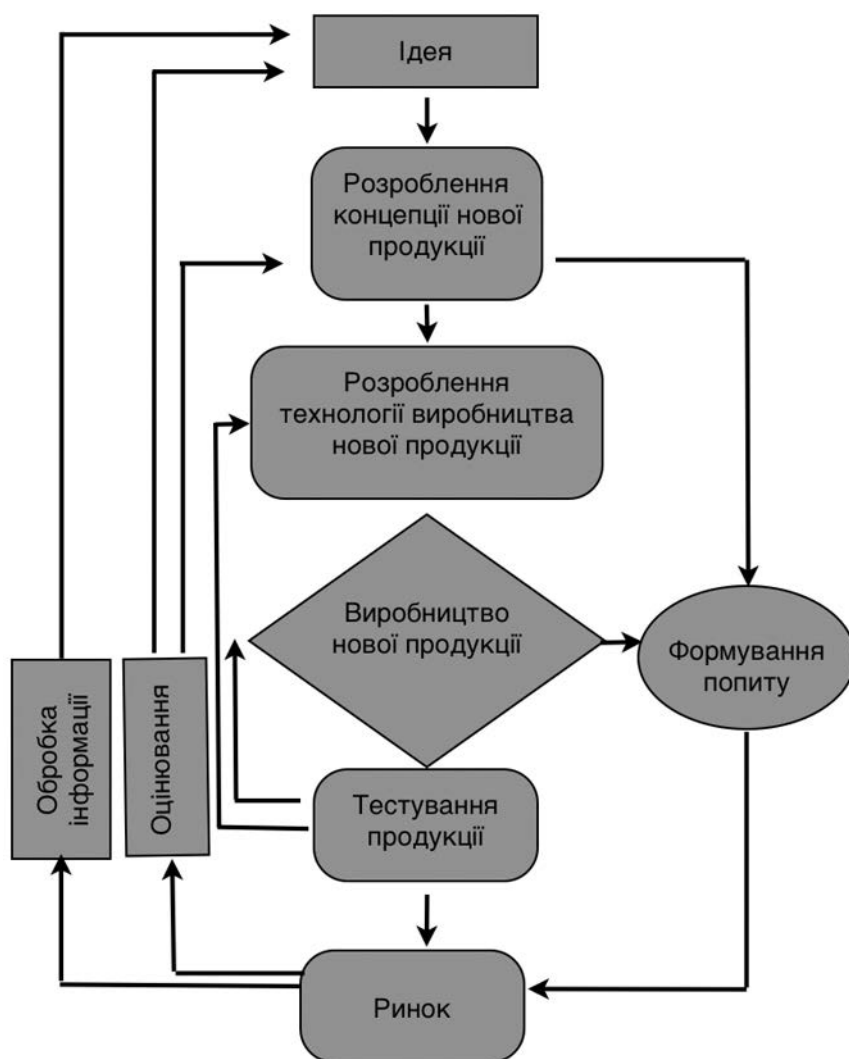 Ідея
Розроблення
концепції нової
продукції
Розроблення
технології виробництва
нової продукції
Виробництво
нової продукції
Формування
попиту
Обробка
інформації
Оцінювання
Тестування
продукції
Ринок